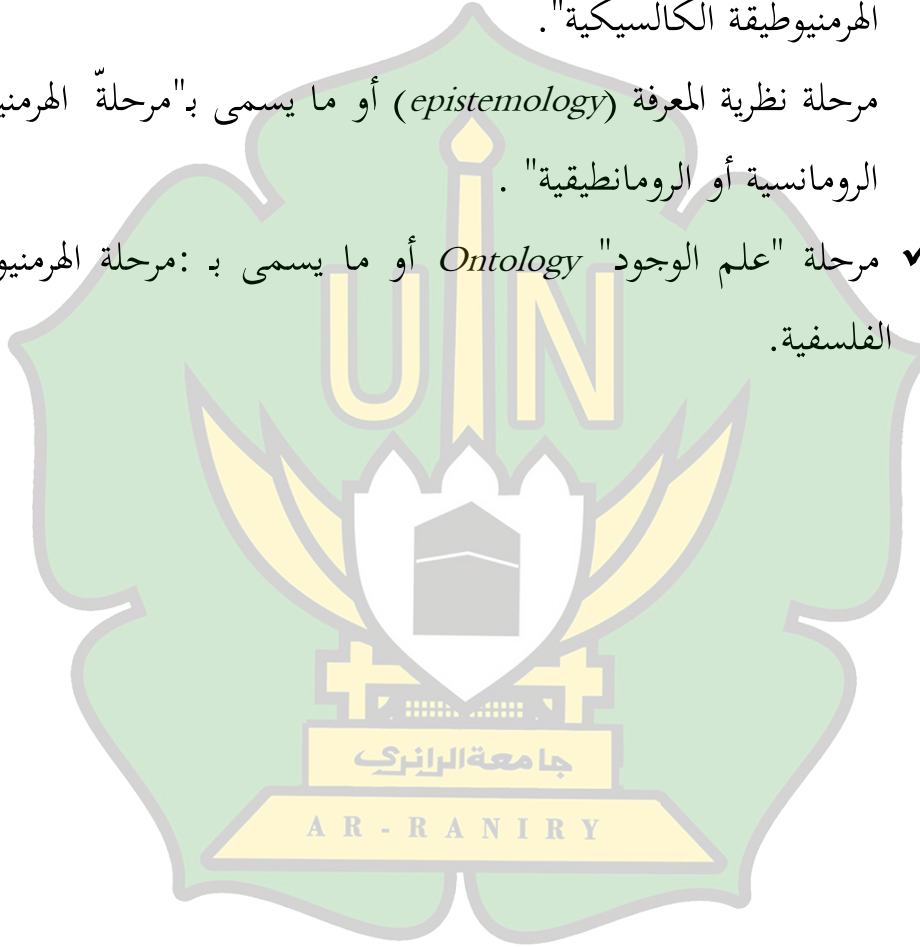 الهرمنيوطيقة الكالسيكية".
مرحلة نظرية المعرفة (epistemology) أو ما يسمى بـ"مرحلةّ
الرومانسية أو الرومانطيقية" .
✔ مرحلة "علم الوجود" Ontology أو ما يسمى بـ :مرحلة
الفلسفية.
UIN
جامعة الرانري
AR-RANIRY